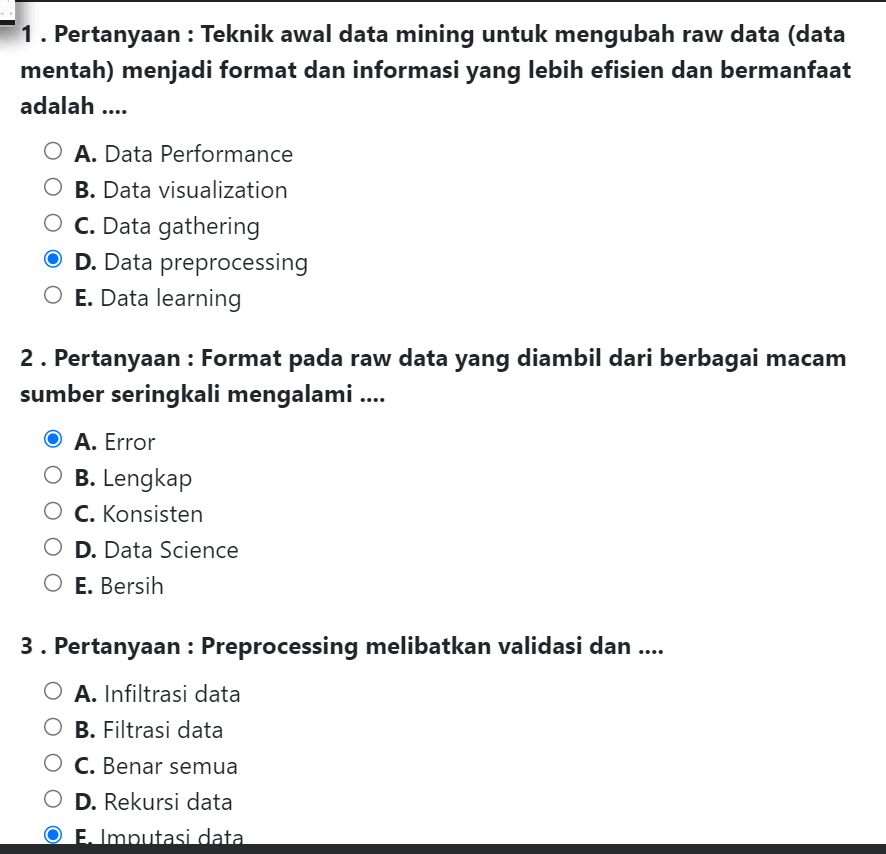 1 . Pertanyaan : Teknik awal data mining untuk mengubah raw data (data
mentah) menjadi format dan informasi yang lebih efisien dan bermanfaat
adalah ....
A. Data Performance
B. Data visualization
C. Data gathering
D. Data preprocessing
E. Data learning
2 . Pertanyaan : Format pada raw data yang diambil dari berbagai macam
sumber seringkali mengalami ....
A. Error
B. Lengkap
C. Konsisten
D. Data Science
E. Bersih
3 . Pertanyaan : Preprocessing melibatkan validasi dan ....
A. Infiltrasi data
B. Filtrasi data
C. Benar semua
D. Rekursi data
E. Imputasi data